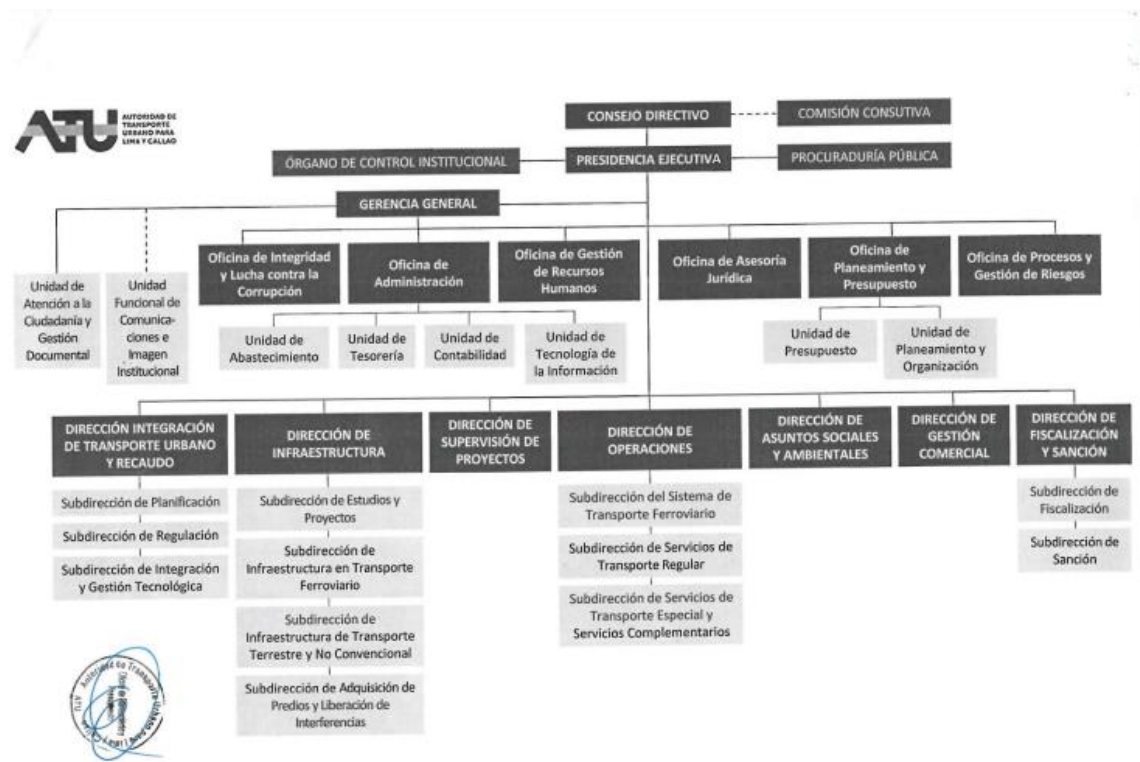 ATU
AUTORIDAD DE
TRANSPORTE
URBANO PARA
LIMA Y CALLAO
CONSEJO DIRECTIVO
COMISIÓN CONSUTIVA
ÓRGANO DE CONTROL INSTITUCIONAL
PRESIDENCIA EJECUTIVA
PROCURADURÍA PÚBLICA
GERENCIA GENERAL
Unidad de
Atención a la
Ciudadanía y
Gestión
Documental
Unidad
Funcional de
Comunica-
ciones e
Imagen
Institucional
Oficina de Integridad
y Lucha contra la
Corrupción
Oficina de
Administración
Oficina de Gestión
de Recursos
Humanos
Oficina de Asesoría
Jurídica
Oficina de
Planeamiento y
Presupuesto
Oficina de Procesos y
Gestión de Riesgos
Unidad de
Abastecimiento
Unidad de
Tesorería
Unidad de
Contabilidad
Unidad de
Tecnología de
la Información
Unidad de
Presupuesto
Unidad de
Planeamiento y
Organización
DIRECCIÓN INTEGRACIÓN
DE TRANSPORTE URBANO
Y RECAUDO
DIRECCIÓN DE
INFRAESTRUCTURA
DIRECCIÓN DE
SUPERVISIÓN DE
PROYECTOS
DIRECCIÓN DE
OPERACIONES
DIRECCIÓN DE
ASUNTOS SOCIALES
Y AMBIENTALES
DIRECCIÓN DE
GESTIÓN
COMERCIAL
DIRECCIÓN DE
FISCALIZACIÓN
Y SANCIÓN
Subdirección de Planificación
Subdirección de Regulación
Subdirección de Integración
y Gestión Tecnológica
Subdirección de Estudios y
Proyectos
Subdirección de
Infraestructura en Transporte
Ferroviario
Subdirección de
Infraestructura de Transporte
Terrestre y No Convencional
Subdirección de Adquisición de
Predios y Liberación de
Interferencias
Subdirección del Sistema de
Transporte Ferroviario
Subdirección de Servicios de
Transporte Regular
Subdirección de Servicios de
Transporte Especial y
Servicios Complementarios
Subdirección de
Fiscalización
Subdirección de
Sanción
Autoridad de Transporte Urbano para Lima y Callao
ATU